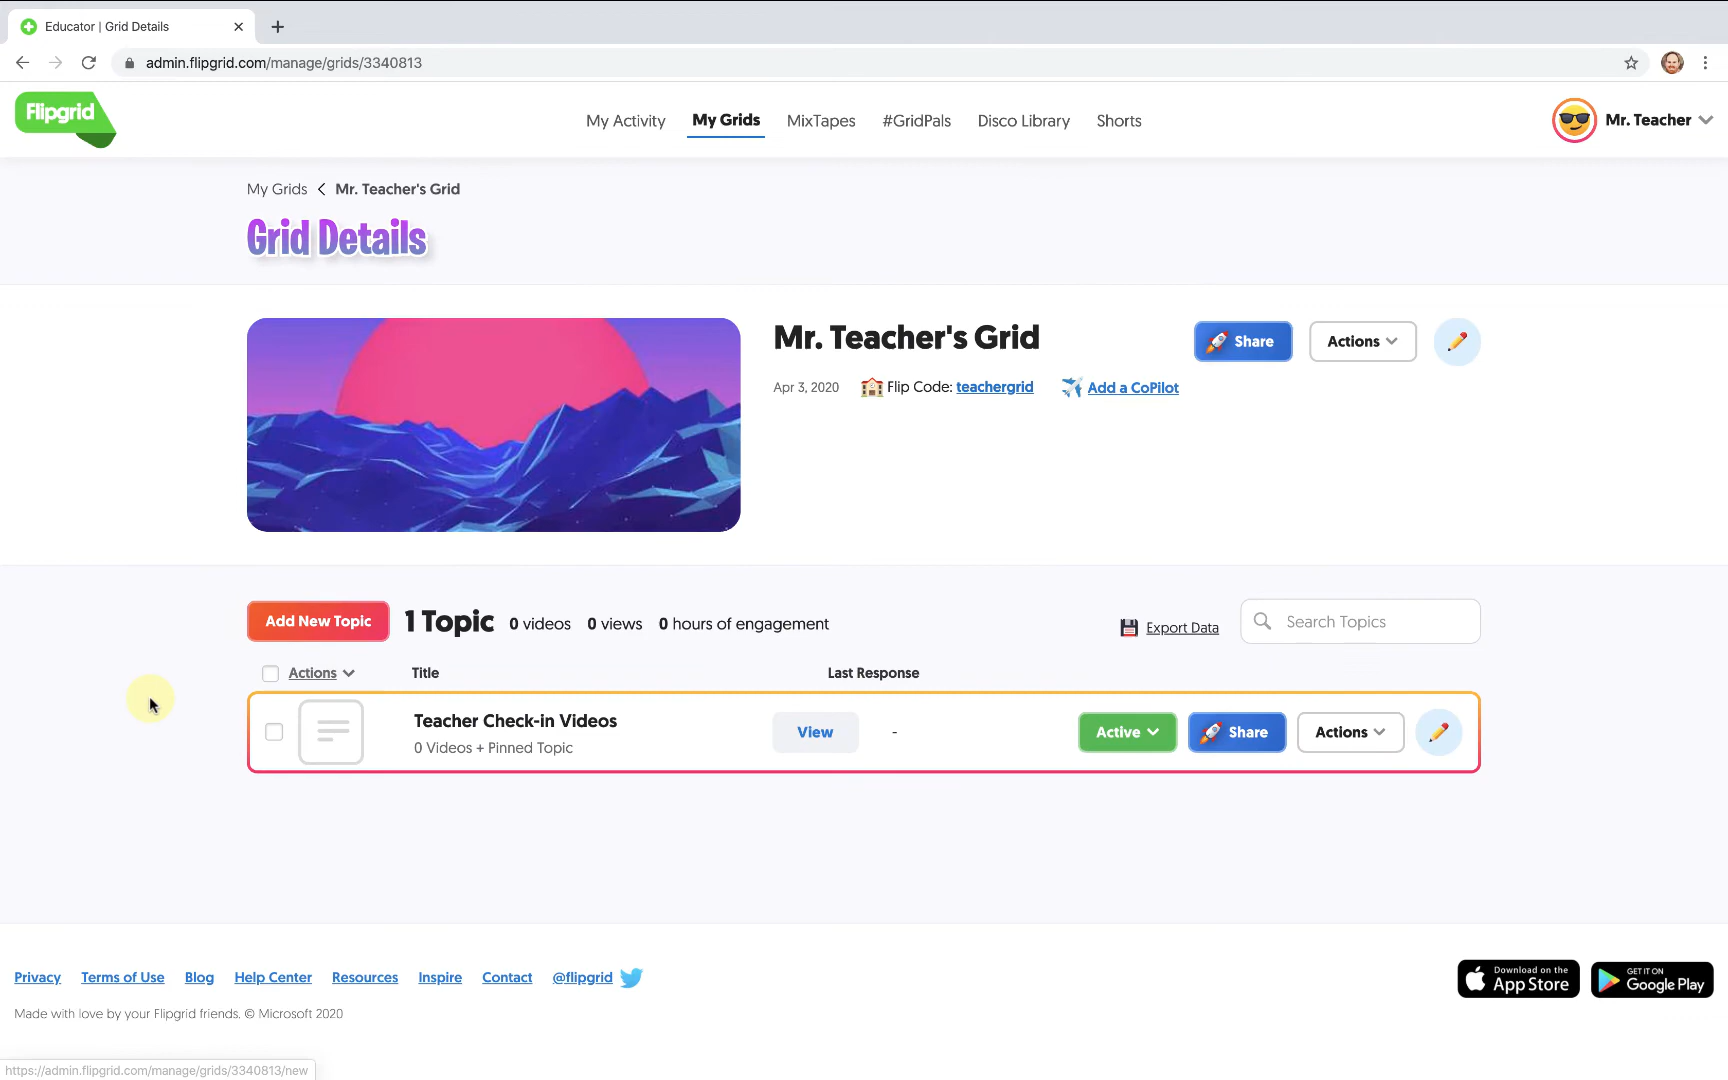 Educator | Grid Details
admin.flipgrid.com/manage/grids/3340813
Flipgrid
My Activity
My Grids
MixTapes
#GridPals
Disco Library
Shorts
Mr. Teacher
My Grids < Mr. Teacher's Grid
Grid Details
Mr. Teacher's Grid
Share
Actions
Apr 3, 2020
Flip Code: teachergrid
Add a CoPilot
Add New Topic
1 Topic
0 videos
0 views
0 hours of engagement
Export Data
Search Topics
Actions
Title
Last Response
Teacher Check-in Videos
0 Videos + Pinned Topic
View
-
Active
Share
Actions
Privacy
Terms of Use
Blog
Help Center
Resources
Inspire
Contact
@flipgrid
Download on the
App Store
GET IT ON
Google Play
Made with love by your Flipgrid friends. © Microsoft 2020
https://admin.flipgrid.com/manage/grids/3340813/new